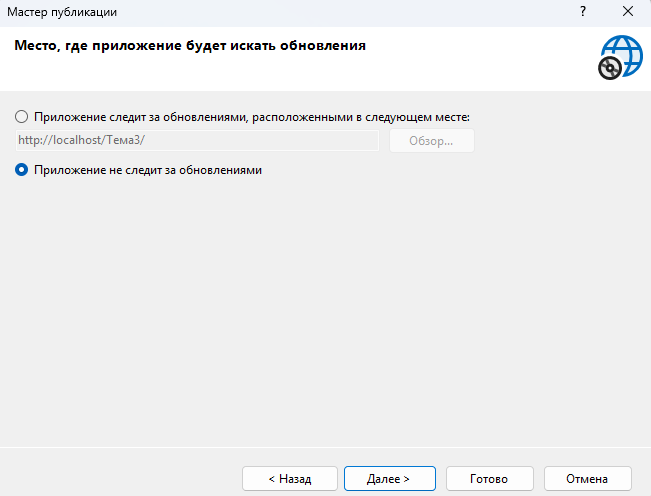 Мастер публикации
?
Место, где приложение будет искать обновления
Приложение следит за обновлениями, расположенными в следующем месте:
http://localhost/Тема3/
Обзор...
Приложение не следит за обновлениями
< Назад
Далее >
Готово
Отмена